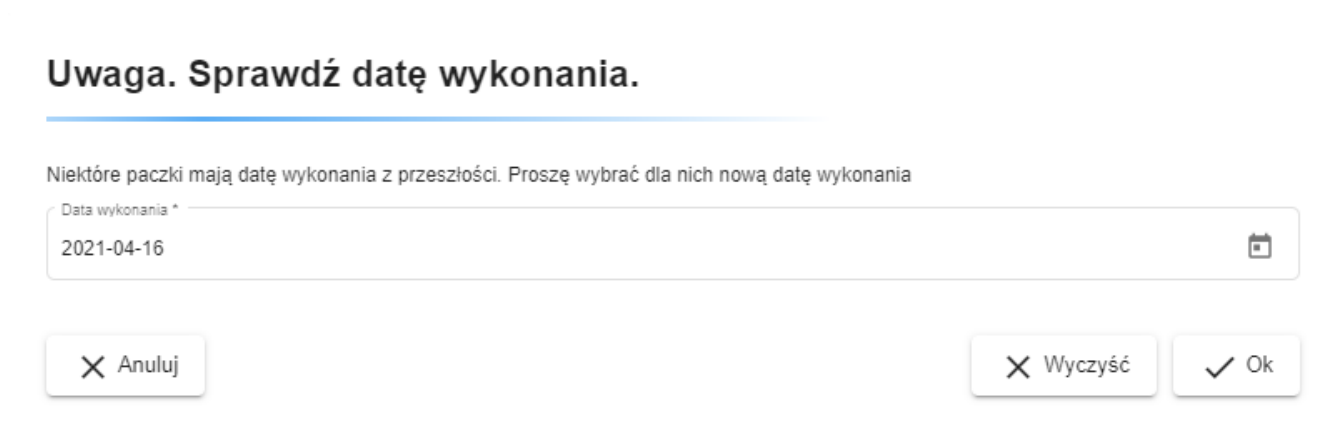 Uwaga. Sprawdź datę wykonania.
Niektóre paczki mają datę wykonania z przeszłości. Proszę wybrać dla nich nową datę wykonania
Data wykonania *
2021-04-16
Anuluj
Wyczyść
Ok